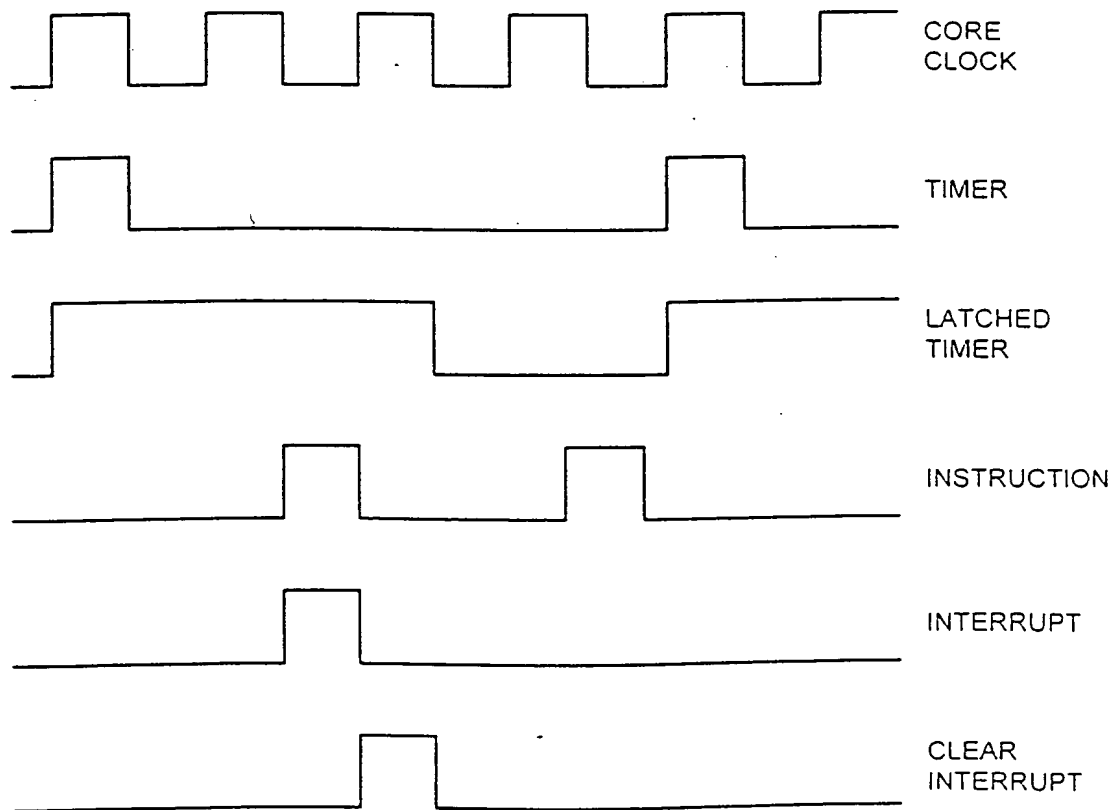 CORE
CLOCK
TIMER
LATCHED
TIMER
INSTRUCTION
INTERRUPT
CLEAR
INTERRUPT